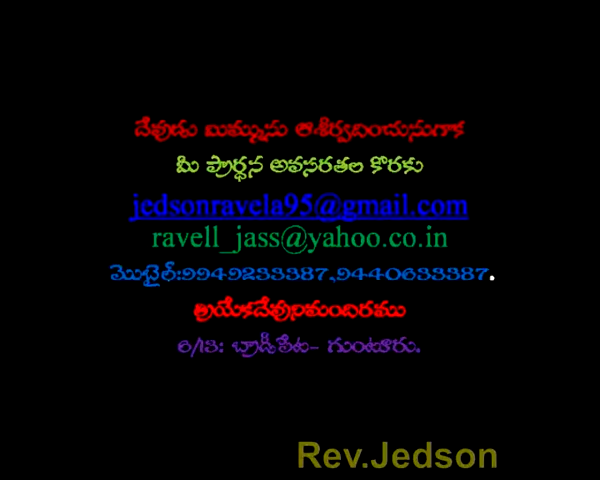 దేవుడు మిమ్మును ఆశీర్వదించునుగాక
మీ ప్రార్థన అవసరతల కొరకు
jedsonravela95@gmail.com
ravell_jass@yahoo.co.in
మొబైల్:9949233387,9440633387.
త్రియేకదేవునిమందిరము
6/13: బ్రాడీపేట- గుంటూరు.
Rev.Jedson